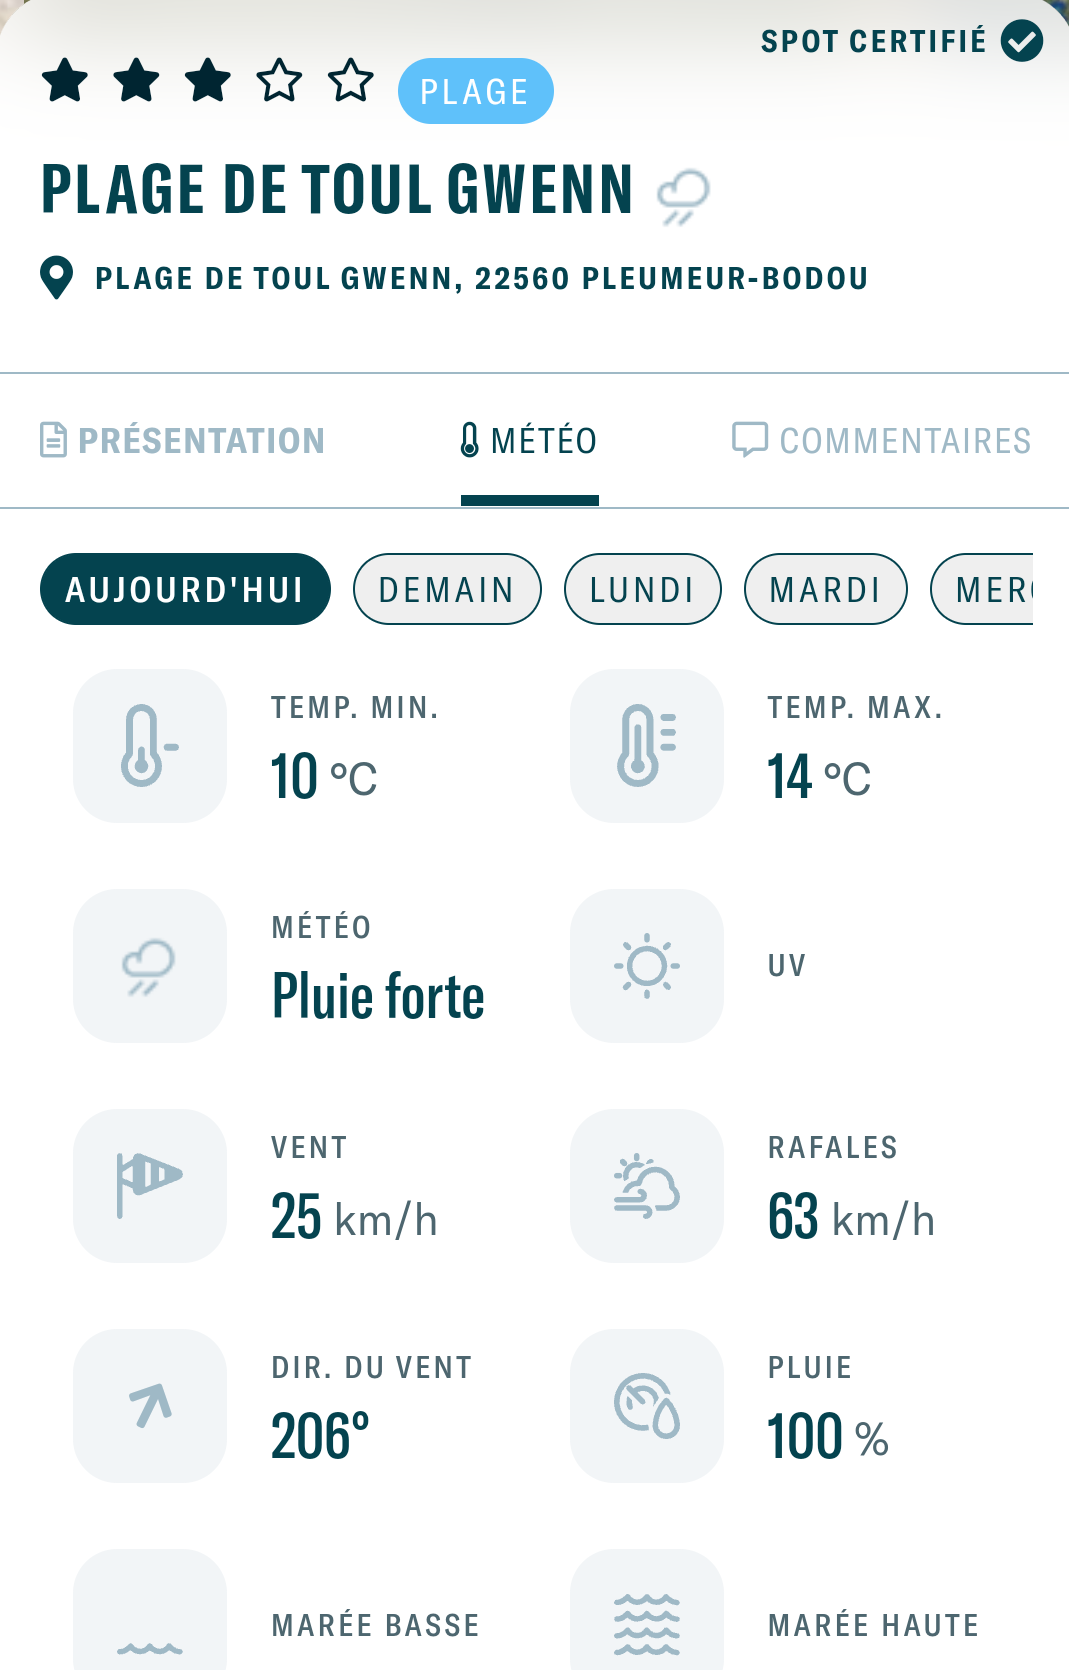 SPOT CERTIFIÉ
PLAGE
PLAGE DE TOUL GWENN
PLAGE DE TOUL GWENN, 22560 PLEUMEUR-BODOU
PRÉSENTATION
MÉTÉO
COMMENTAIRES
AUJOURD'HUI
DEMAIN
LUNDI
MARDI
TEMP. MIN.
10 °C
TEMP. MAX.
14 °C
MÉTÉO
Pluie forte
UV
VENT
25 km/h
RAFALES
63 km/h
DIR. DU VENT
206°
PLUIE
100 %
MARÉE BASSE
MARÉE HAUTE